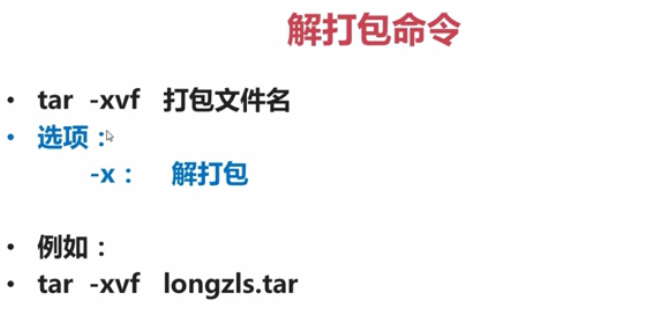 解打包命令
• tar -xvf 打包文件名
• 选项：
-x： 解打包
• 例如：
• tar -xvf longzls.tar